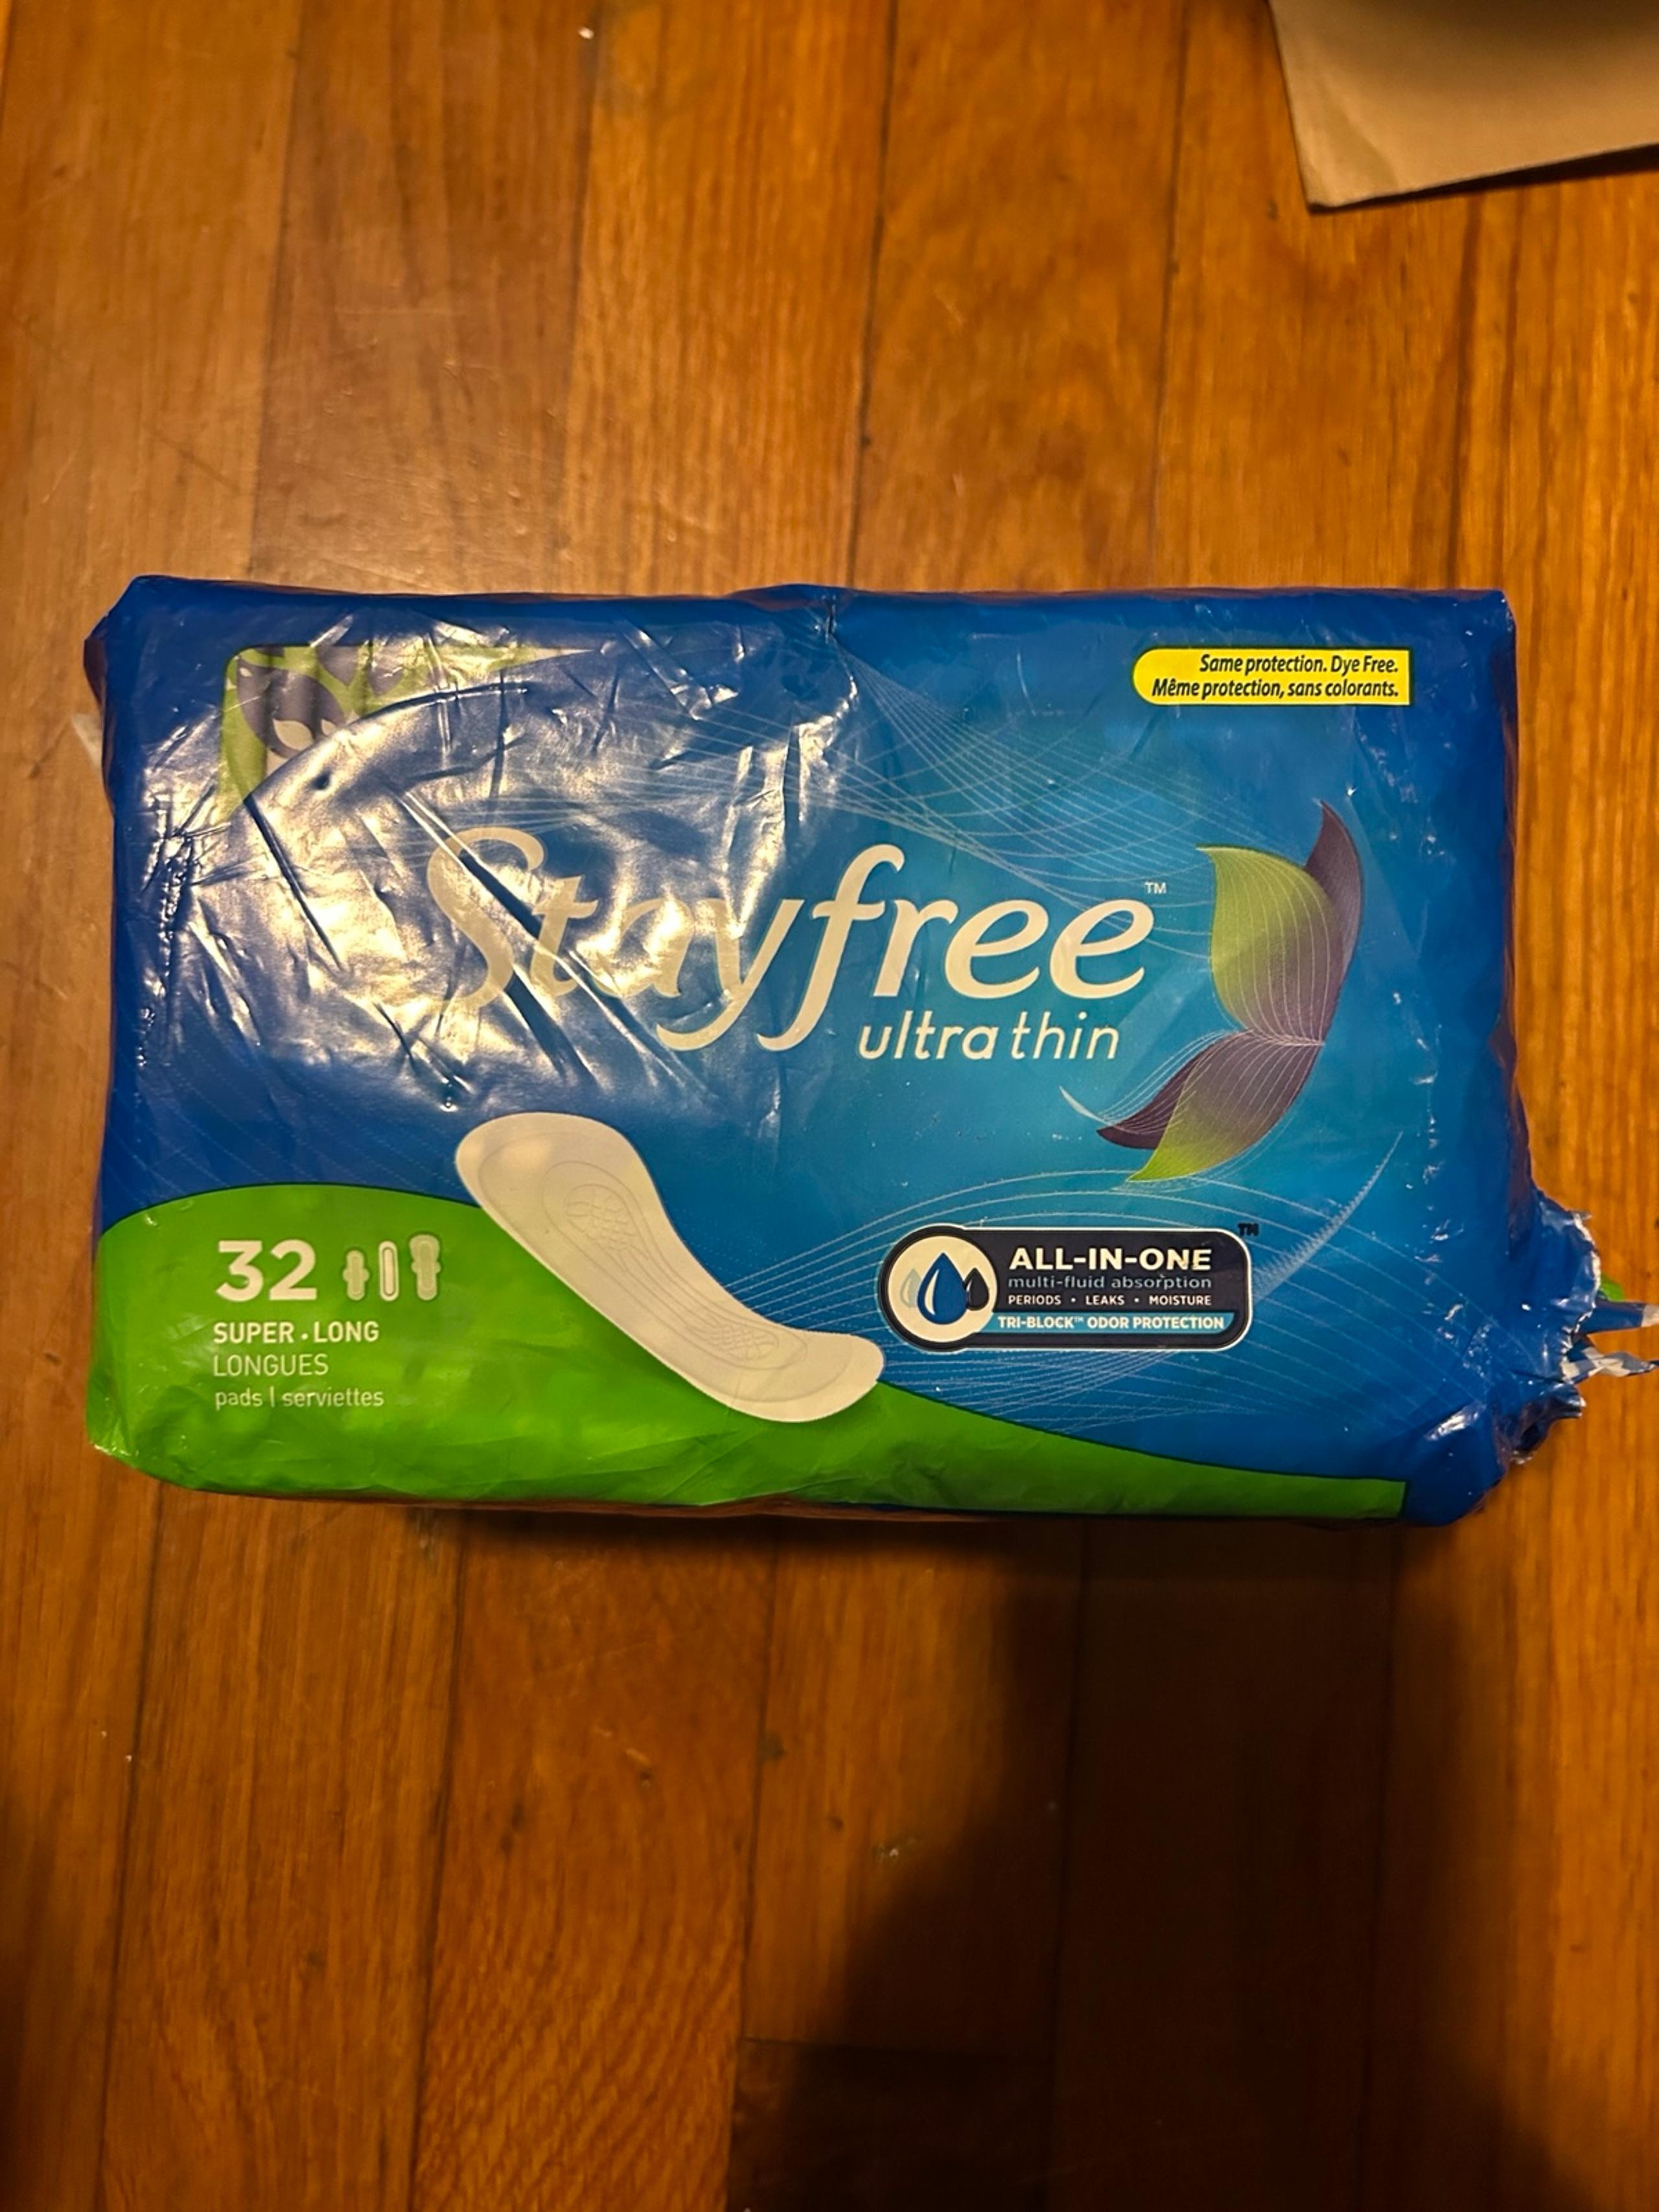 Same protection. Dye Free.
Même protection, sans colorants.
Stayfree™
ultra thin
32
SUPER • LONG
LONGUES
pads | serviettes
ALL-IN-ONE™
multi-fluid absorption
PERIODS • LEAKS • MOISTURE
TRI-BLOCK™ ODOR PROTECTION